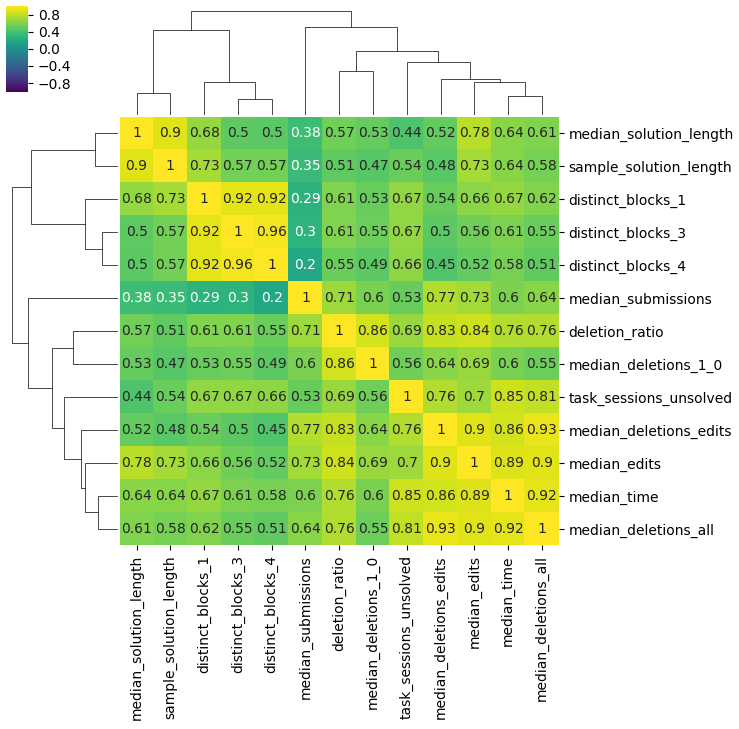 0.8
0.4
0.0
−0.4
−0.8
1 0.9 0.68 0.5 0.5 0.38 0.57 0.53 0.44 0.52 0.78 0.64 0.61 median_solution_length
0.9 1 0.73 0.57 0.57 0.35 0.51 0.47 0.54 0.48 0.73 0.64 0.58 sample_solution_length
0.68 0.73 1 0.92 0.92 0.29 0.61 0.53 0.67 0.54 0.66 0.67 0.62 distinct_blocks_1
0.5 0.57 0.92 1 0.96 0.3 0.61 0.55 0.67 0.5 0.56 0.61 0.55 distinct_blocks_3
0.5 0.57 0.92 0.96 1 0.2 0.55 0.49 0.66 0.45 0.52 0.58 0.51 distinct_blocks_4
0.38 0.35 0.29 0.3 0.2 1 0.71 0.6 0.53 0.77 0.73 0.6 0.64 median_submissions
0.57 0.51 0.61 0.61 0.55 0.71 1 0.86 0.69 0.83 0.84 0.76 0.76 deletion_ratio
0.53 0.47 0.53 0.55 0.49 0.6 0.86 1 0.56 0.64 0.69 0.6 0.55 median_deletions_1_0
0.44 0.54 0.67 0.67 0.66 0.53 0.69 0.56 1 0.76 0.7 0.85 0.81 task_sessions_unsolved
0.52 0.48 0.54 0.5 0.45 0.77 0.83 0.64 0.76 1 0.9 0.86 0.93 median_deletions_edits
0.78 0.73 0.66 0.56 0.52 0.73 0.84 0.69 0.7 0.9 1 0.89 0.9 median_edits
0.64 0.64 0.67 0.61 0.58 0.6 0.76 0.6 0.85 0.86 0.89 1 0.92 median_time
0.61 0.58 0.62 0.55 0.51 0.64 0.76 0.55 0.81 0.93 0.9 0.92 1 median_deletions_all
median_solution_length
sample_solution_length
distinct_blocks_1
distinct_blocks_3
distinct_blocks_4
median_submissions
deletion_ratio
median_deletions_1_0
task_sessions_unsolved
median_deletions_edits
median_edits
median_time
median_deletions_all